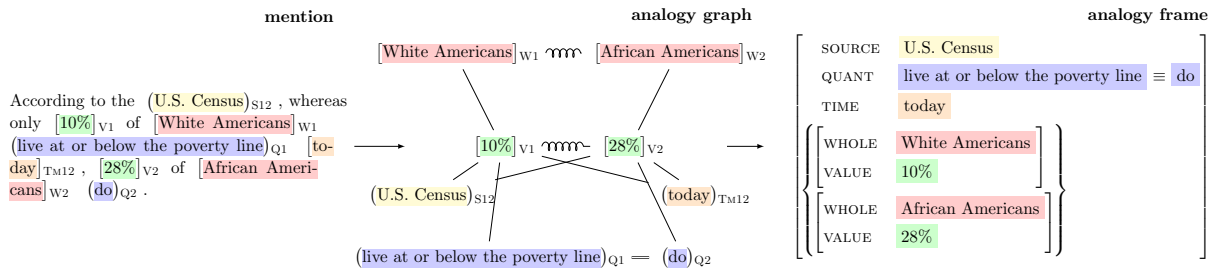 mention
analogy graph
analogy frame
According to the (U.S. Census)S12 , whereas
only [10%]V1 of [White Americans]W1
(live at or below the poverty line)Q1 [to-
day]TM12 , [28%]V2 of [African Ameri-
cans]W2 (do)Q2 .
[White Americans]W1 [African Americans]W2
[10%]V1 [28%]V2
(U.S. Census)S12 (today)TM12
(live at or below the poverty line)Q1 = (do)Q2
SOURCE U.S. Census
QUANT live at or below the poverty line ≡ do
TIME today
WHOLE White Americans
VALUE 10%
WHOLE African Americans
VALUE 28%